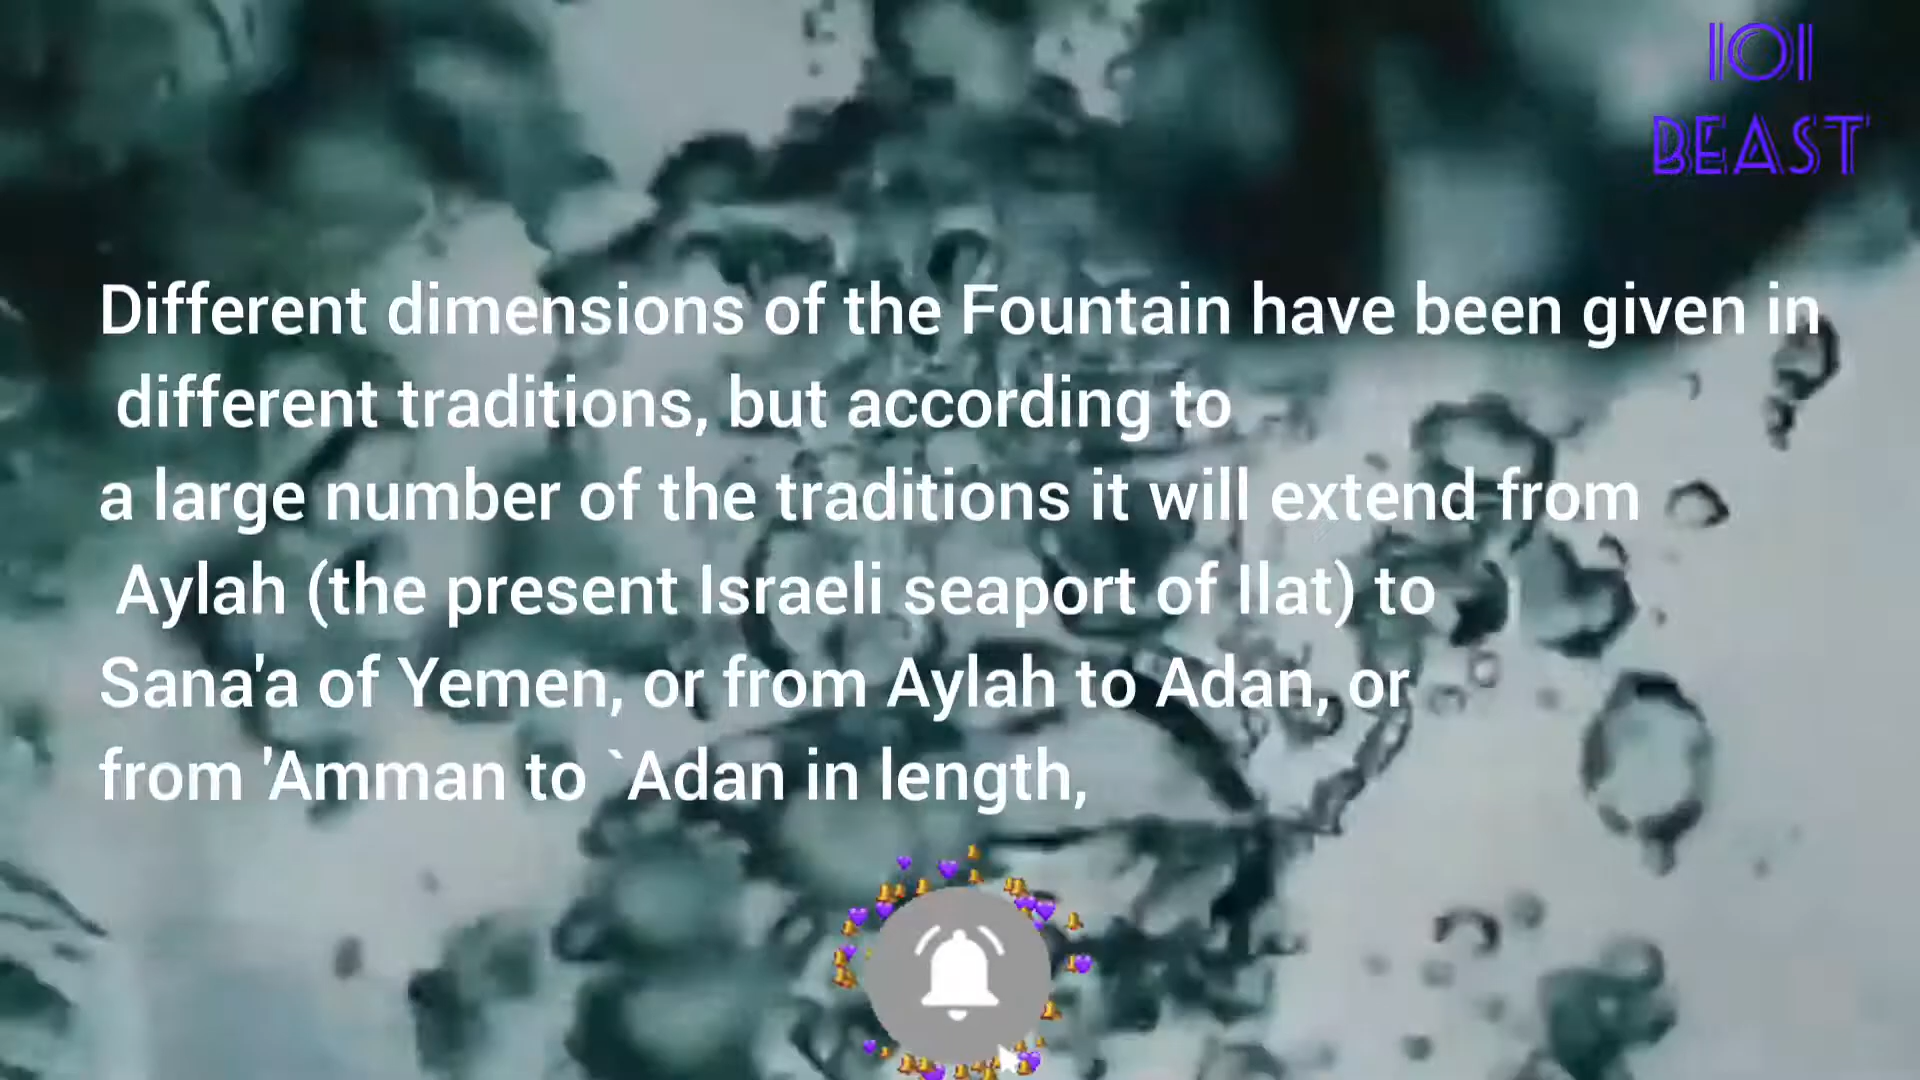 IOI
BEAST
Different dimensions of the Fountain have been given in
different traditions, but according to
a large number of the traditions it will extend from
Aylah (the present Israeli seaport of Ilat) to
Sana'a of Yemen, or from Aylah to Adan, or
from 'Amman to `Adan in length,